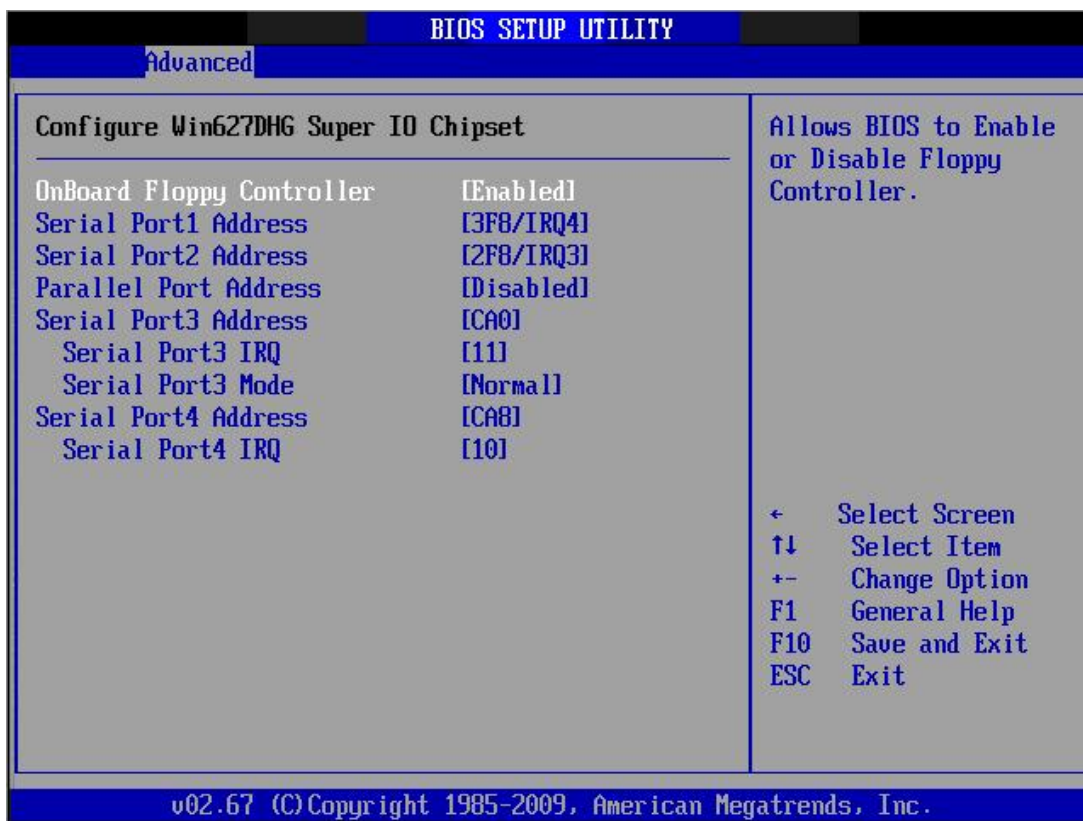 BIOS SETUP UTILITY
Advanced
Configure Win627DHG Super IO Chipset
OnBoard Floppy Controller [Enabled]
Serial Port1 Address [3F8/IRQ4]
Serial Port2 Address [2F8/IRQ3]
Parallel Port Address [Disabled]
Serial Port3 Address [CA0]
Serial Port3 IRQ [11]
Serial Port3 Mode [Normal]
Serial Port4 Address [CA8]
Serial Port4 IRQ [10]
Allows BIOS to Enable
or Disable Floppy
Controller.
← Select Screen
↑↓ Select Item
+- Change Option
F1 General Help
F10 Save and Exit
ESC Exit
v02.67 (C)Copyright 1985-2009, American Megatrends, Inc.